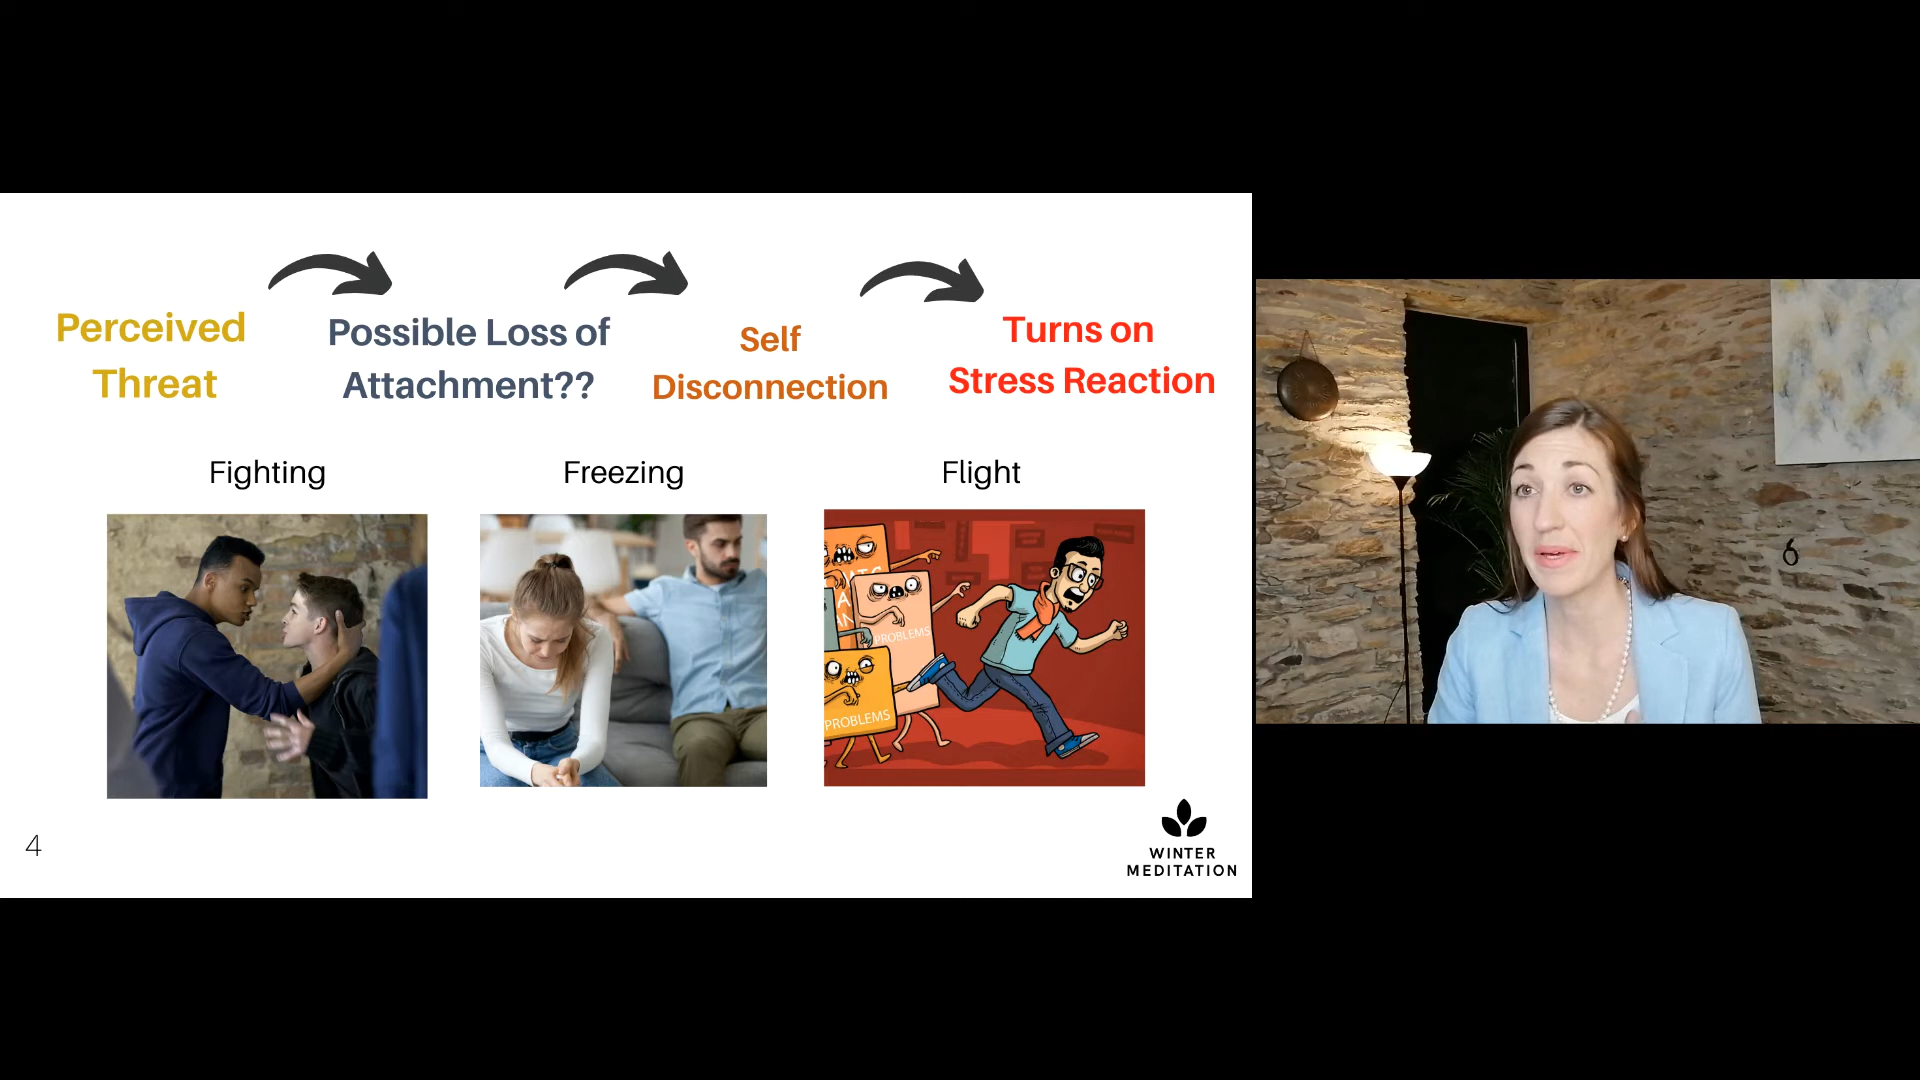 Perceived
Threat
Possible Loss of
Attachment??
Self
Disconnection
Turns on
Stress Reaction
Fighting
Freezing
Flight
PROBLEMS
PROBLEMS
4
WINTER
MEDITATION